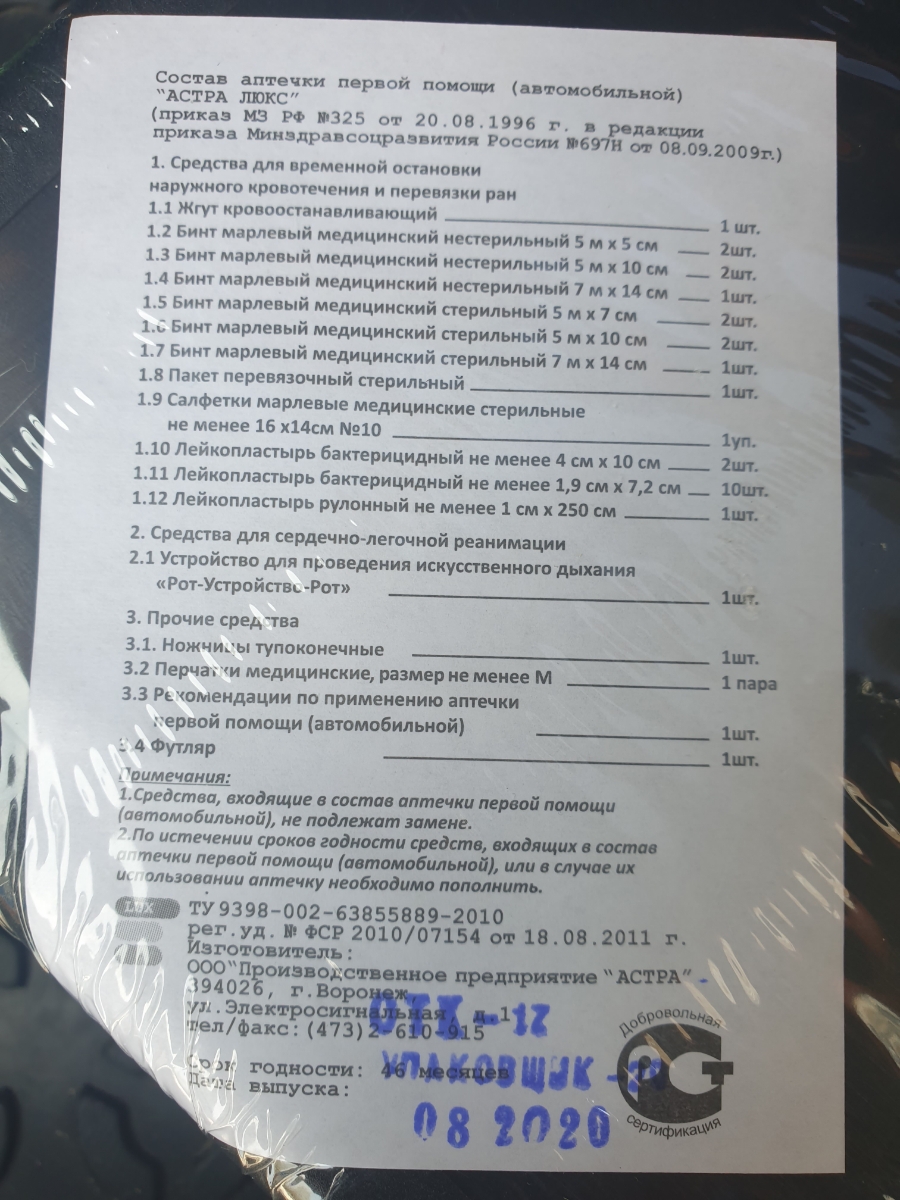 Состав аптечки первой помощи (автомобильной)
“АСТРА ЛЮКС”
(приказ МЗ РФ №325 от 20.08.1996 г. в редакции
приказа Минздравсоцразвития России №697Н от 08.09.2009г.)
1. Средства для временной остановки
наружного кровотечения и перевязки ран
1.1 Жгут кровоостанавливающий 1 шт.
1.2 Бинт марлевый медицинский нестерильный 5 м х 5 см 2шт.
1.3 Бинт марлевый медицинский нестерильный 5 м х 10 см 2шт.
1.4 Бинт марлевый медицинский нестерильный 7 м х 14 см 1шт.
1.5 Бинт марлевый медицинский стерильный 5 м х 7 см 2шт.
1.6 Бинт марлевый медицинский стерильный 5 м х 10 см 2шт.
1.7 Бинт марлевый медицинский стерильный 7 м х 14 см 1шт.
1.8 Пакет перевязочный стерильный 1шт.
1.9 Салфетки марлевые медицинские стерильные
не менее 16 х14см №10 1уп.
1.10 Лейкопластырь бактерицидный не менее 4 см х 10 см 2шт.
1.11 Лейкопластырь бактерицидный не менее 1,9 см х 7,2 см 10шт.
1.12 Лейкопластырь рулонный не менее 1 см х 250 см 1шт.
2. Средства для сердечно-легочной реанимации
2.1 Устройство для проведения искусственного дыхания
«Рот-Устройство-Рот» 1шт.
3. Прочие средства
3.1. Ножницы тупоконечные 1шт.
3.2 Перчатки медицинские, размер не менее М 1 пара
3.3 Рекомендации по применению аптечки
первой помощи (автомобильной) 1шт.
3.4 Футляр 1шт.
Примечания:
1.Средства, входящие в состав аптечки первой помощи
(автомобильной), не подлежат замене.
2.По истечении сроков годности средств, входящих в состав
аптечки первой помощи (автомобильной), или в случае их
использовании аптечку необходимо пополнить.
LUX
ТУ 9398-002-63855889-2010
рег.уд. № ФСР 2010/07154 от 18.08.2011 г.
Изготовитель:
ООО“Производственное предприятие “АСТРА”
394026, г.Воронеж,
ул.Электросигнальная, д.1
тел/факс: (473)2-610-915
ОТК-12
Срок годности: 46 месяцев
УПАКОВЩИК
Дата выпуска:
08 2020
Добровольная
РСТ
сертификация